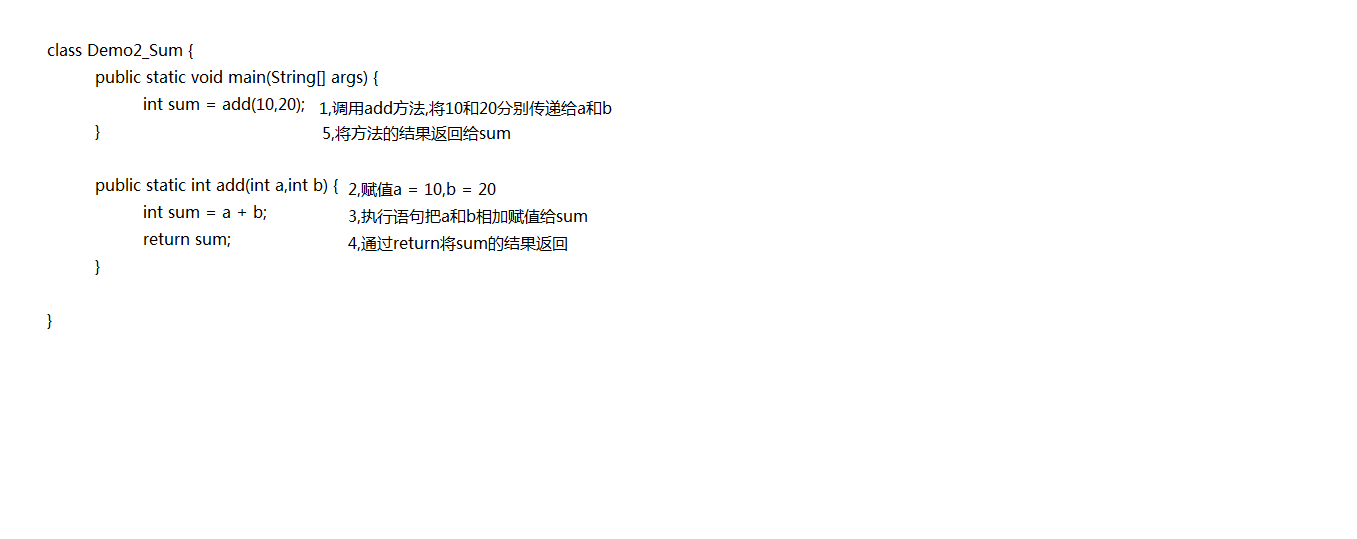 class Demo2_Sum {
public static void main(String[] args) {
int sum = add(10,20); 1,调用add方法,将10和20分别传递给a和b
} 5,将方法的结果返回给sum
public static int add(int a,int b) { 2,赋值a = 10,b = 20
int sum = a + b; 3,执行语句把a和b相加赋值给sum
return sum; 4,通过return将sum的结果返回
}
}